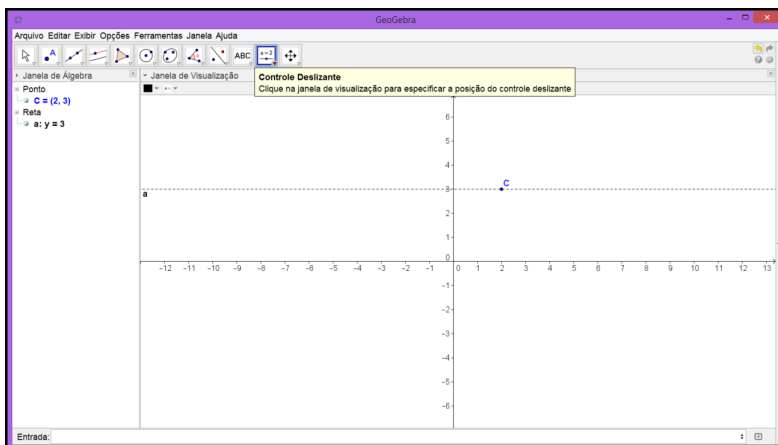 GeoGebra
Arquivo Editar Exibir Opções Ferramentas Janela Ajuda
A
ABC
a=2
Janela de Álgebra
Janela de Visualização
Controle Deslizante
Clique na janela de visualização para especificar a posição do controle deslizante
Ponto
C = (2, 3)
Reta
a: y = 3
6
5
4
C
3
a
2
1
0
-12 -11 -10 -9 -8 -7 -6 -5 -4 -3 -2 -1 0 1 2 3 4 5 6 7 8 9 10 11 12 13
-1
-2
-3
-4
-5
-6
Entrada: